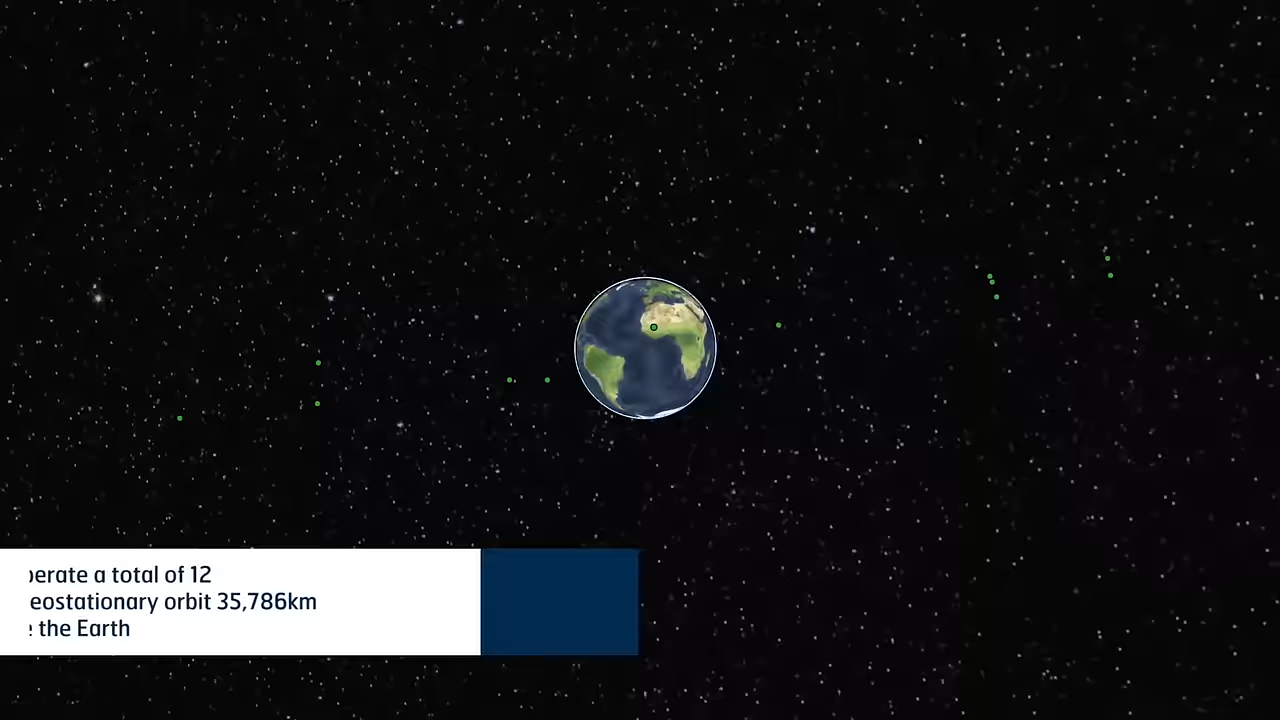 perate a total of 12
eostationary orbit 35,786km
the Earth